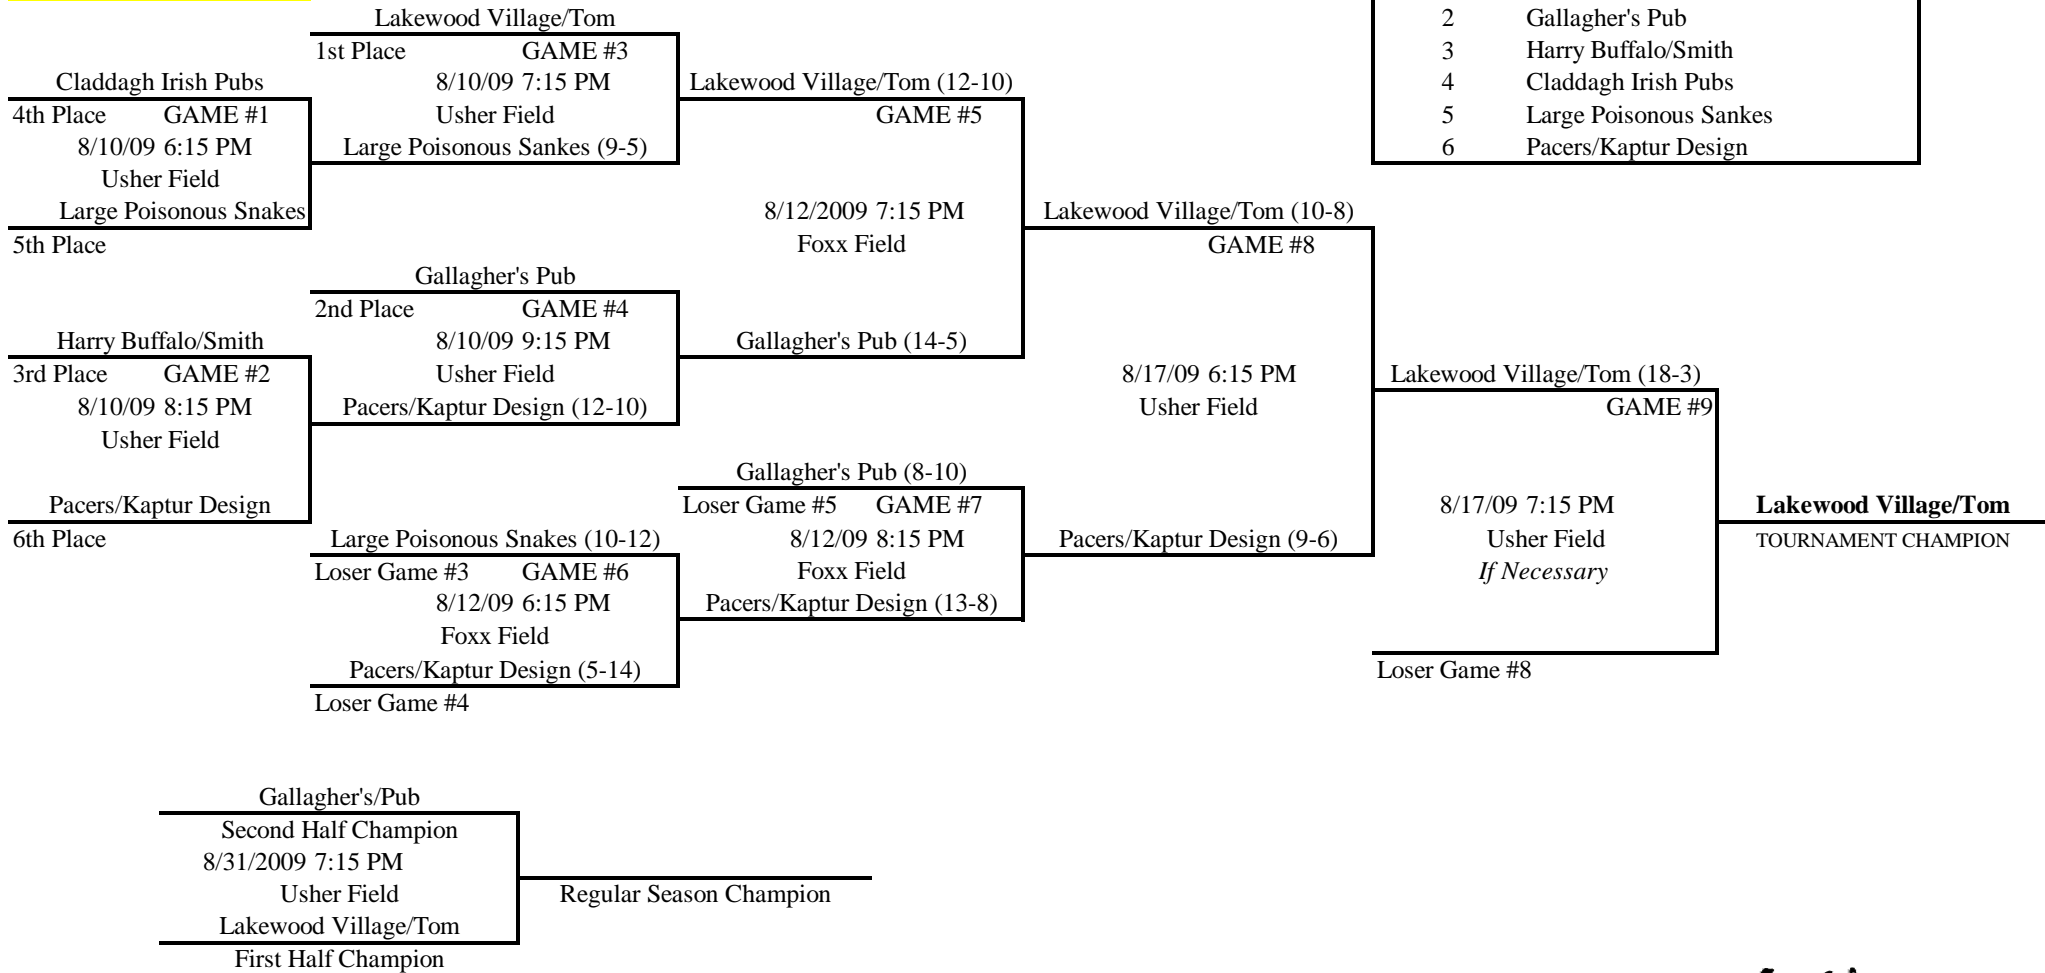 Lakewood Village/Tom
1st Place GAME #3
8/10/09 7:15 PM
Usher Field
Large Poisonous Sankes (9-5)
Claddagh Irish Pubs
4th Place GAME #1
8/10/09 6:15 PM
Usher Field
Large Poisonous Snakes
5th Place
Lakewood Village/Tom (12-10)
GAME #5
8/12/2009 7:15 PM
Foxx Field
2 Gallagher's Pub
3 Harry Buffalo/Smith
4 Claddagh Irish Pubs
5 Large Poisonous Sankes
6 Pacers/Kaptur Design
Lakewood Village/Tom (10-8)
GAME #8
Gallagher's Pub
2nd Place GAME #4
8/10/09 9:15 PM
Usher Field
Pacers/Kaptur Design (12-10)
Harry Buffalo/Smith
3rd Place GAME #2
8/10/09 8:15 PM
Usher Field
Pacers/Kaptur Design
6th Place
Gallagher's Pub (14-5)
8/17/09 6:15 PM
Usher Field
Lakewood Village/Tom (18-3)
GAME #9
Gallagher's Pub (8-10)
Loser Game #5 GAME #7
8/12/09 8:15 PM
Foxx Field
Pacers/Kaptur Design (13-8)
Pacers/Kaptur Design (9-6)
8/17/09 7:15 PM
Usher Field
If Necessary
Lakewood Village/Tom
TOURNAMENT CHAMPION
Large Poisonous Snakes (10-12)
Loser Game #3 GAME #6
8/12/09 6:15 PM
Foxx Field
Pacers/Kaptur Design (5-14)
Loser Game #4
Loser Game #8
Gallagher's/Pub
Second Half Champion
8/31/2009 7:15 PM
Usher Field
Regular Season Champion
Lakewood Village/Tom
First Half Champion